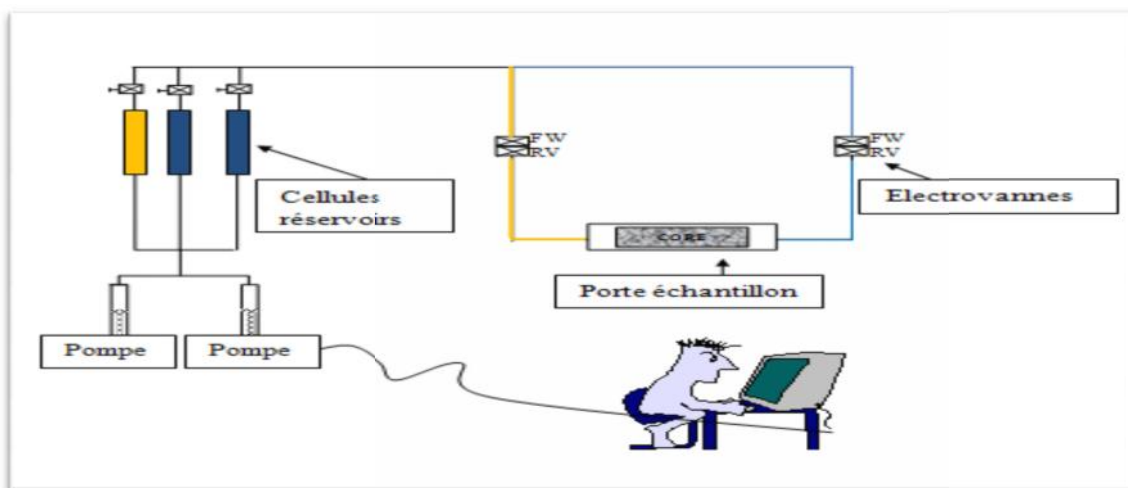 FW
RV
FW
RV
Cellules
réservoirs
Electrovannes
CORE
Porte échantillon
Pompe
Pompe